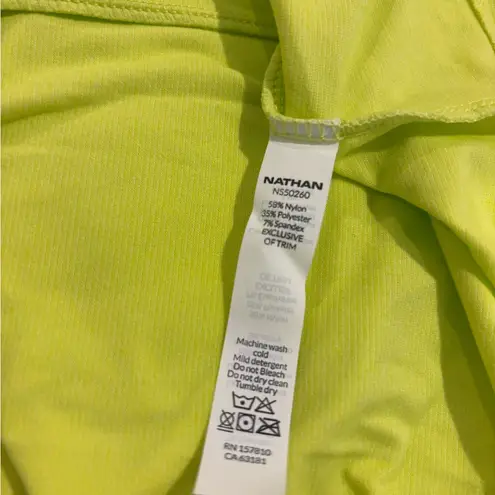 NATHAN
NS50260
58% Nylon
35% Polyester
7% Spandex
EXCLUSIVE
OF TRIM
Machine wash
cold
Mild detergent
Do not Bleach
Do not dry clean
Tumble dry
RN 157810
CA 63181